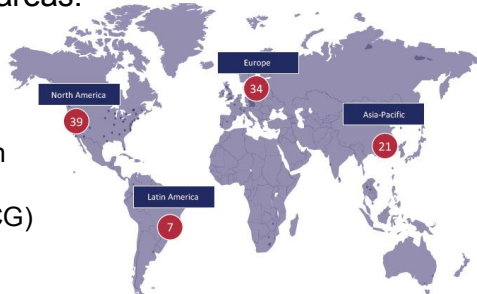 areas.
Europe
34
North America
39
Asia-Pacific
21
Latin America
CG)
7